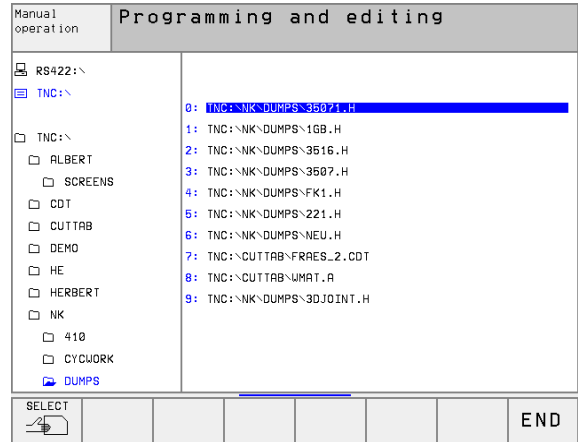 Manual
operation
Programming and editing
RS422:\
TNC:\
TNC:\
ALBERT
SCREENS
CDT
CUTTAB
DEMO
HE
HERBERT
NK
410
CYCWORK
DUMPS
0: TNC:\NK\DUMPS\35071.H
1: TNC:\NK\DUMPS\1GB.H
2: TNC:\NK\DUMPS\3516.H
3: TNC:\NK\DUMPS\3507.H
4: TNC:\NK\DUMPS\FK1.H
5: TNC:\NK\DUMPS\221.H
6: TNC:\NK\DUMPS\NEU.H
7: TNC:\CUTTAB\FRAES_2.CDT
8: TNC:\CUTTAB\WMAT.A
9: TNC:\NK\DUMPS\3DJOINT.H
SELECT
END